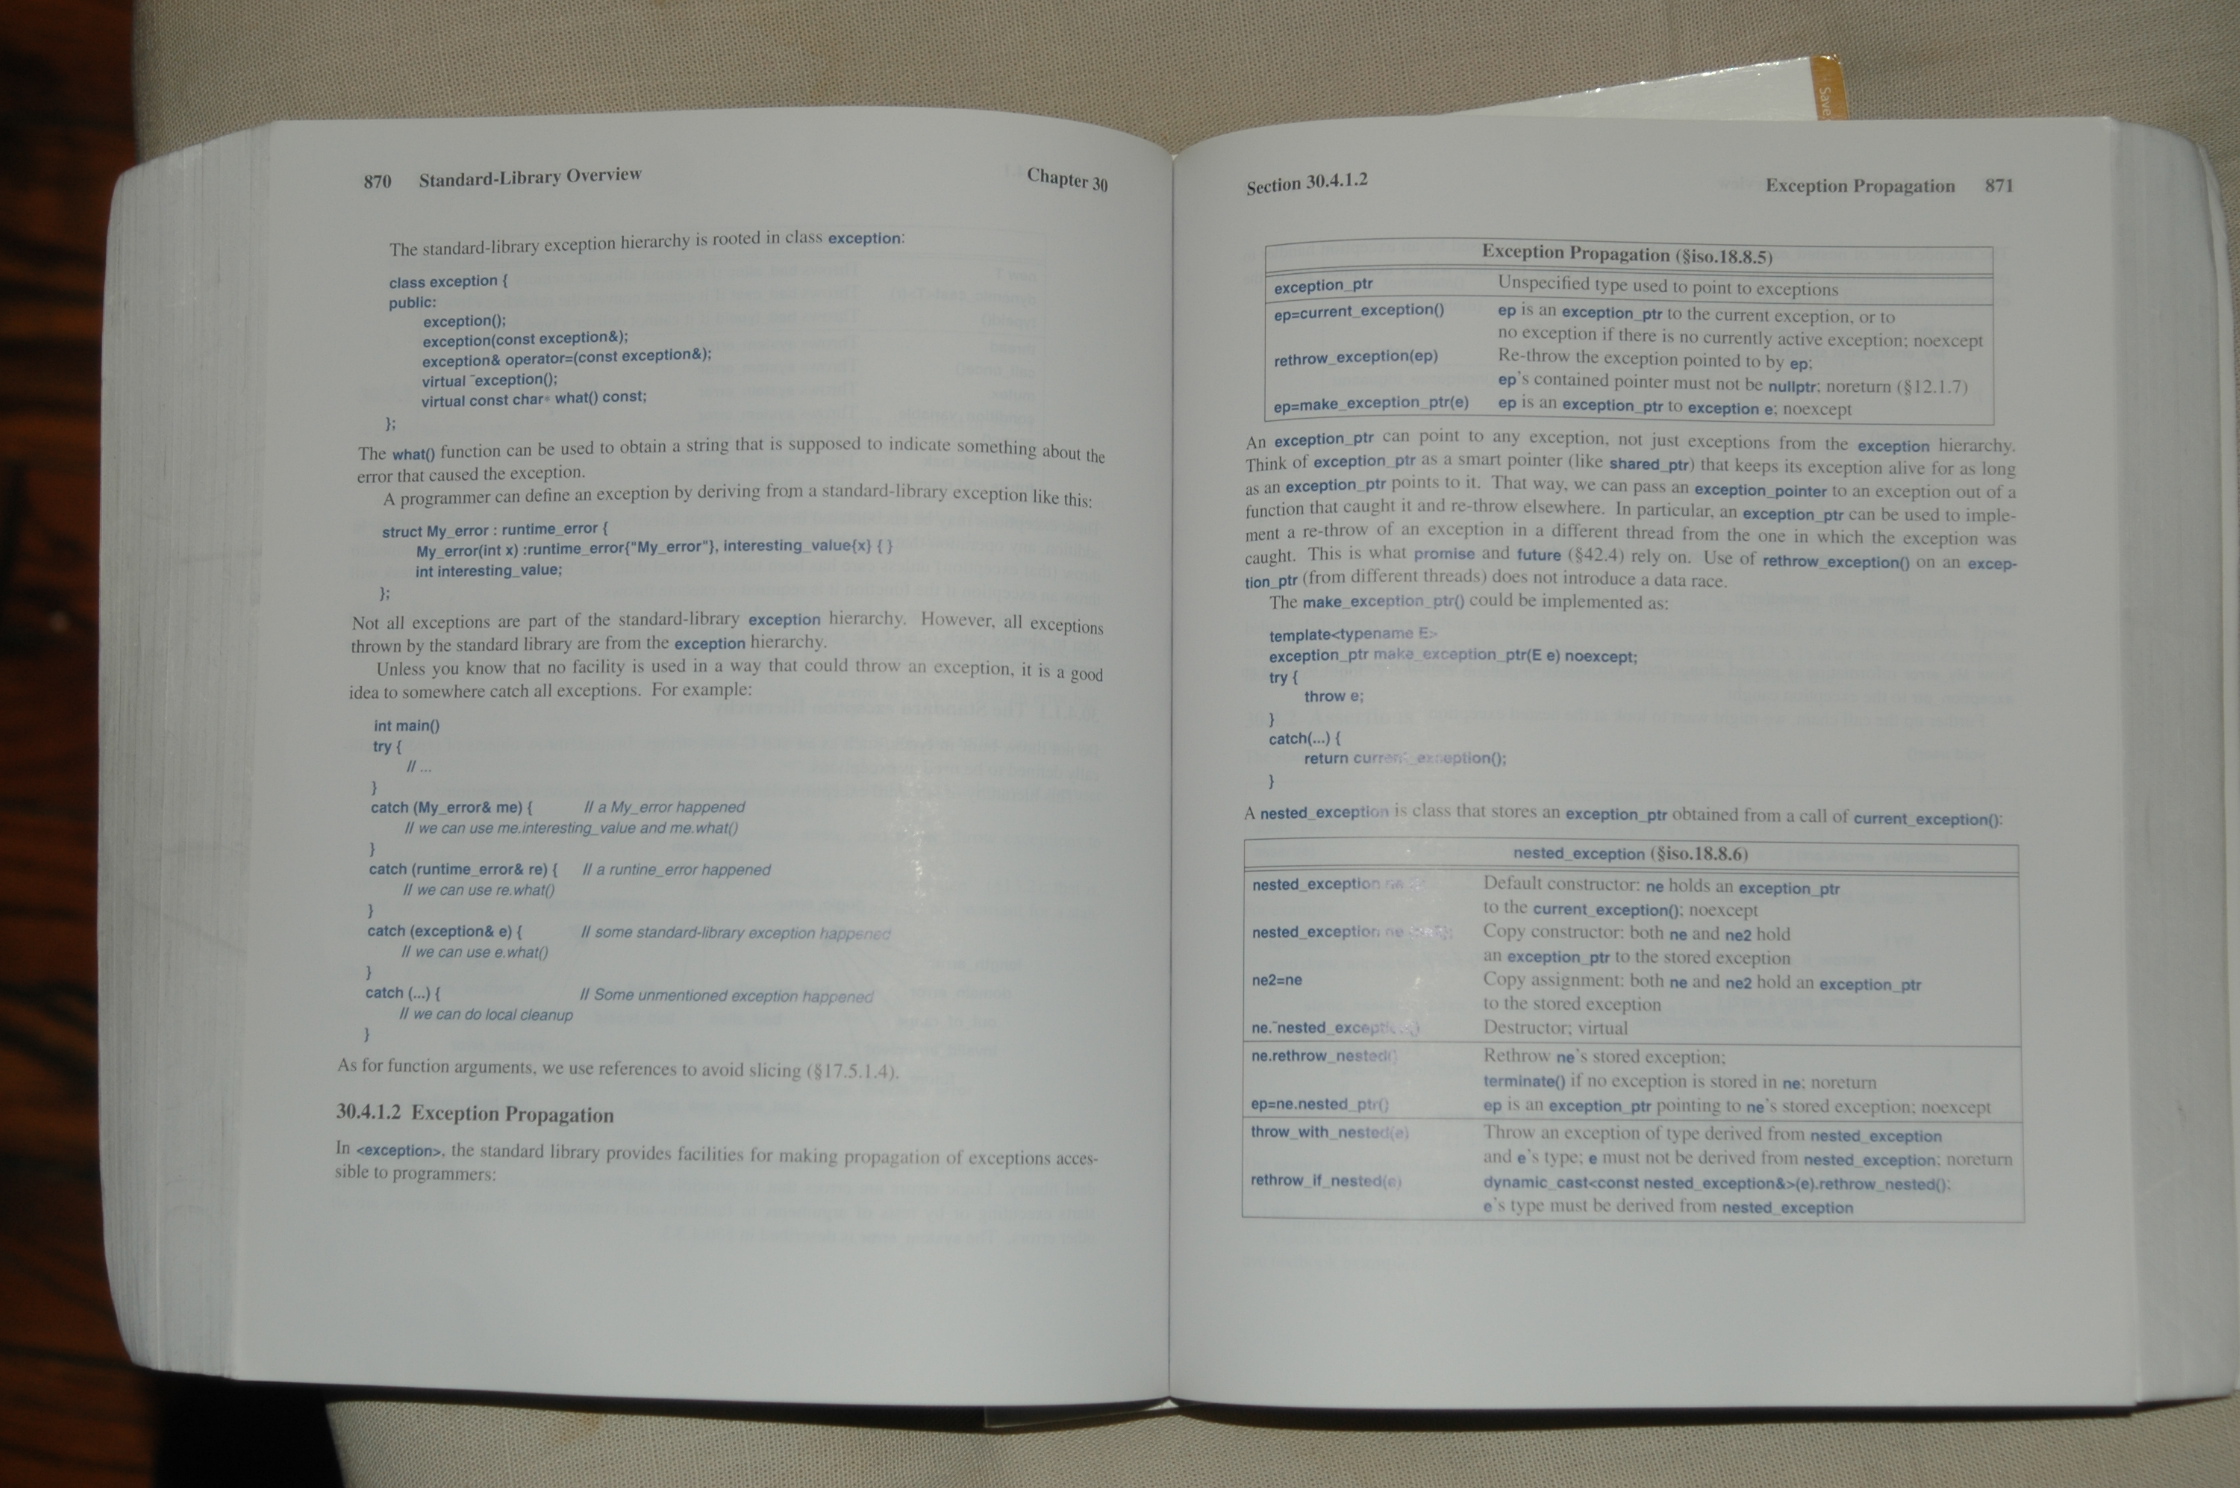 Save
870 Standard-Library Overview Chapter 30
The standard-library exception hierarchy is rooted in class exception:
class exception {
public:
exception();
exception(const exception&);
exception& operator=(const exception&);
virtual ~exception();
virtual const char* what() const;
};
The what() function can be used to obtain a string that is supposed to indicate something about the
error that caused the exception.
A programmer can define an exception by deriving from a standard-library exception like this:
struct My_error : runtime_error {
My_error(int x) :runtime_error{"My_error"}, interesting_value{x} { }
int interesting_value;
};
Not all exceptions are part of the standard-library exception hierarchy. However, all exceptions
thrown by the standard library are from the exception hierarchy.
Unless you know that no facility is used in a way that could throw an exception, it is a good
idea to somewhere catch all exceptions. For example:
int main()
try {
// ...
}
catch (My_error& me) { // a My_error happened
// we can use me.interesting_value and me.what()
}
catch (runtime_error& re) { // a runtine_error happened
// we can use re.what()
}
catch (exception& e) { // some standard-library exception happened
// we can use e.what()
}
catch (...) { // Some unmentioned exception happened
// we can do local cleanup
}
As for function arguments, we use references to avoid slicing (§17.5.1.4).
30.4.1.2 Exception Propagation
In <exception>, the standard library provides facilities for making propagation of exceptions acces-
sible to programmers:
Section 30.4.1.2 Exception Propagation 871
Exception Propagation (§iso.18.8.5)
exception_ptr Unspecified type used to point to exceptions
ep=current_exception() ep is an exception_ptr to the current exception, or to
no exception if there is no currently active exception; noexcept
rethrow_exception(ep) Re-throw the exception pointed to by ep;
ep's contained pointer must not be nullptr; noreturn (§12.1.7)
ep=make_exception_ptr(e) ep is an exception_ptr to exception e; noexcept
An exception_ptr can point to any exception, not just exceptions from the exception hierarchy.
Think of exception_ptr as a smart pointer (like shared_ptr) that keeps its exception alive for as long
as an exception_ptr points to it. That way, we can pass an exception_pointer to an exception out of a
function that caught it and re-throw elsewhere. In particular, an exception_ptr can be used to imple-
ment a re-throw of an exception in a different thread from the one in which the exception was
caught. This is what promise and future (§42.4) rely on. Use of rethrow_exception() on an excep-
tion_ptr (from different threads) does not introduce a data race.
The make_exception_ptr() could be implemented as:
template<typename E>
exception_ptr make_exception_ptr(E e) noexcept;
try {
throw e;
}
catch(...) {
return current_exception();
}
A nested_exception is class that stores an exception_ptr obtained from a call of current_exception():
nested_exception (§iso.18.8.6)
nested_exception ne Default constructor: ne holds an exception_ptr
to the current_exception(); noexcept
nested_exception ne Copy constructor: both ne and ne2 hold
an exception_ptr to the stored exception
ne2=ne Copy assignment: both ne and ne2 hold an exception_ptr
to the stored exception
ne.~nested_exception() Destructor; virtual
ne.rethrow_nested() Rethrow ne's stored exception;
terminate() if no exception is stored in ne; noreturn
ep=ne.nested_ptr() ep is an exception_ptr pointing to ne's stored exception; noexcept
throw_with_nested(e) Throw an exception of type derived from nested_exception
and e's type; e must not be derived from nested_exception; noreturn
rethrow_if_nested(e) dynamic_cast<const nested_exception&>(e).rethrow_nested();
e's type must be derived from nested_exception